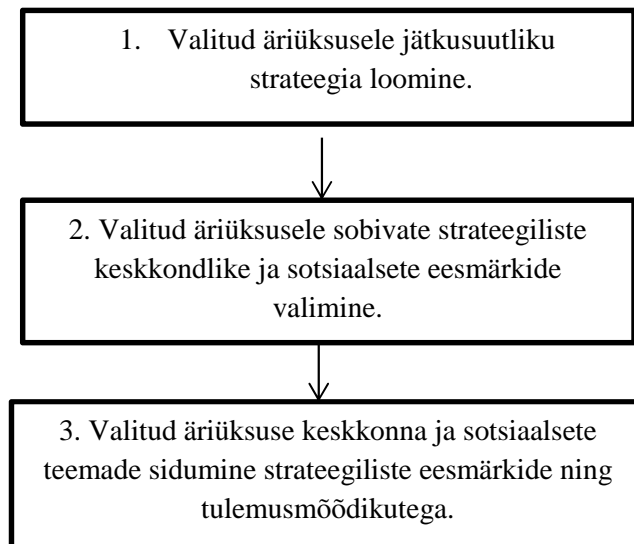 1. Valitud äriüksusele jätkusuutliku
strateegia loomine.
2. Valitud äriüksusele sobivate strateegiliste
keskkondlike ja sotsiaalsete eesmärkide
valimine.
3. Valitud äriüksuse keskkonna ja sotsiaalsete
teemade sidumine strateegiliste eesmärkide ning
tulemusmõõdikutega.